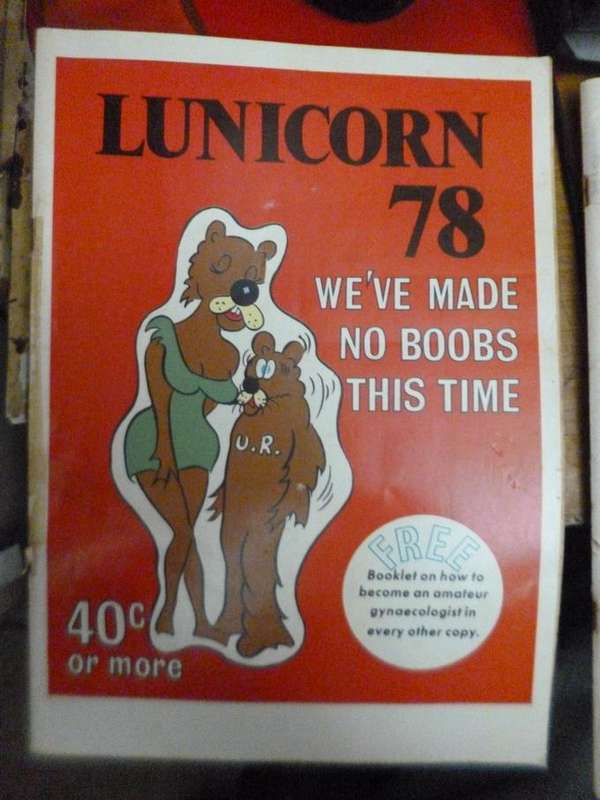 LUNICORN
78
WE'VE MADE
NO BOOBS
THIS TIME
U.R.
FREE
Booklet on how to
become an amateur
gynaecologist in
every other copy.
40c
or more